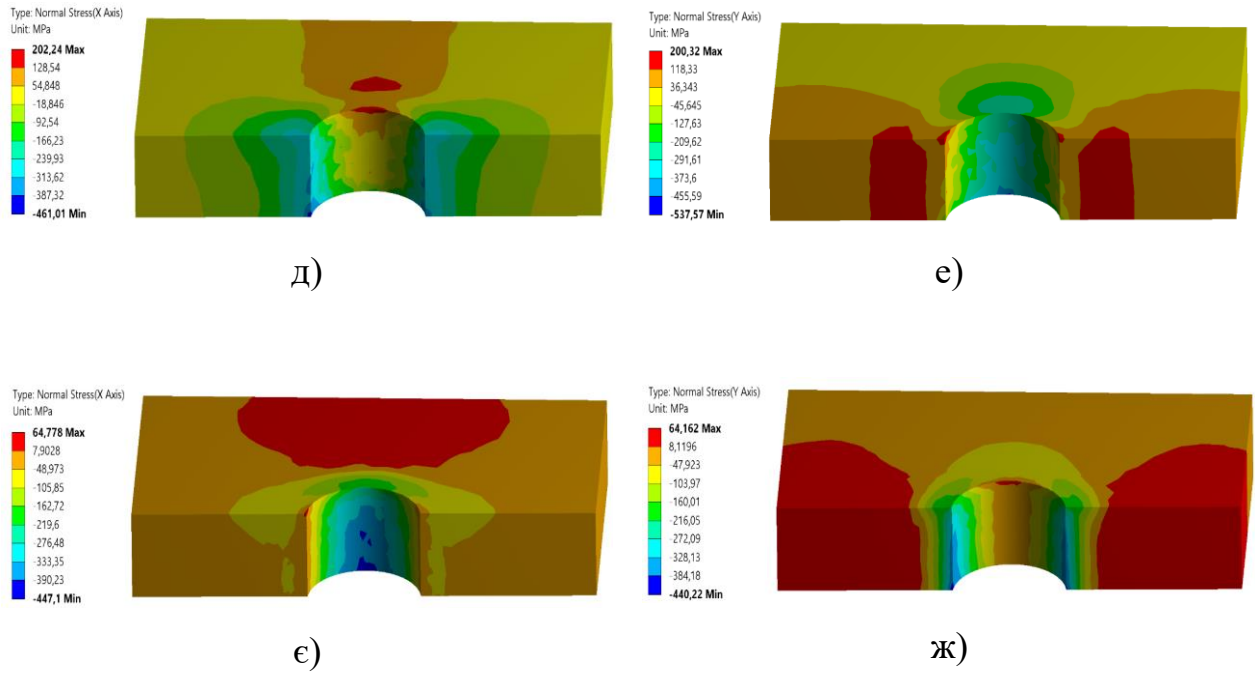 Type: Normal Stress(X Axis)
Unit: MPa
202,24 Max
128,54
54,848
-18,846
-92,54
-166,23
-239,93
-313,62
-387,32
-461,01 Min
д)
Type: Normal Stress(Y Axis)
Unit: MPa
200,32 Max
118,33
36,343
-45,645
-127,63
-209,62
-291,61
-373,6
-455,59
-537,57 Min
е)
Type: Normal Stress(X Axis)
Unit: MPa
64,778 Max
7,9028
-48,973
-105,85
-162,72
-219,6
-276,48
-333,35
-390,23
-447,1 Min
є)
Type: Normal Stress(Y Axis)
Unit: MPa
64,162 Max
8,1196
-47,923
-103,97
-160,01
-216,05
-272,09
-328,13
-384,18
-440,22 Min
ж)